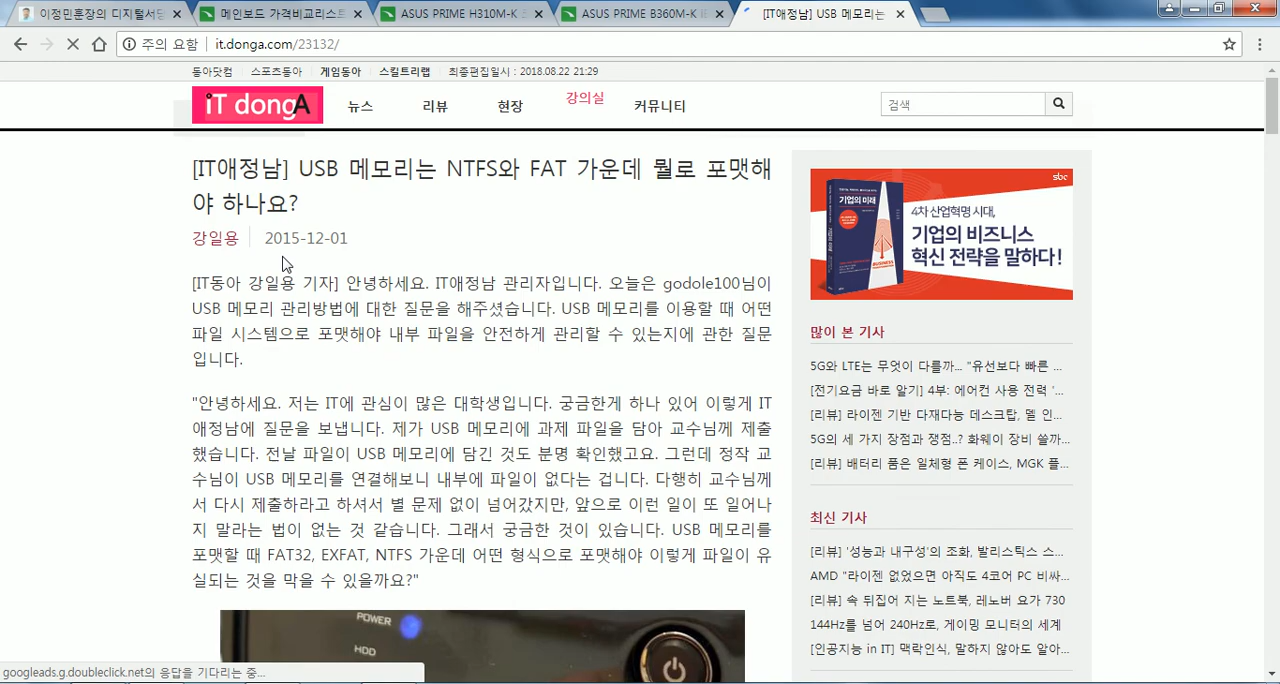 이정민훈장의 디지털서당
메인보드 가격비교리스트
ASUS PRIME H310M-K
ASUS PRIME B360M-K
[IT애정남] USB 메모리는
주의 요함
it.donga.com/23132/
동아닷컴 스포츠동아 게임동아 스킬트리랩 최종편집일시 : 2018.08.22 21:29
iT dongA
뉴스 리뷰 현장 강의실 커뮤니티
검색
[IT애정남] USB 메모리는 NTFS와 FAT 가운데 뭘로 포맷해
야 하나요?
강일용 2015-12-01
[IT동아 강일용 기자] 안녕하세요. IT애정남 관리자입니다. 오늘은 godole100님이
USB 메모리 관리방법에 대한 질문을 해주셨습니다. USB 메모리를 이용할 때 어떤
파일 시스템으로 포맷해야 내부 파일을 안전하게 관리할 수 있는지에 관한 질문
입니다.
"안녕하세요. 저는 IT에 관심이 많은 대학생입니다. 궁금한게 하나 있어 이렇게 IT
애정남에 질문을 보냅니다. 제가 USB 메모리에 과제 파일을 담아 교수님께 제출
했습니다. 전날 파일이 USB 메모리에 담긴 것도 분명 확인했고요. 그런데 정작 교
수님이 USB 메모리를 연결해보니 내부에 파일이 없다는 겁니다. 다행히 교수님께
서 다시 제출하라고 하셔서 별 문제 없이 넘어갔지만, 앞으로 이런 일이 또 일어나
지 말라는 법이 없는 것 같습니다. 그래서 궁금한 것이 있습니다. USB 메모리를
포맷할 때 FAT32, EXFAT, NTFS 가운데 어떤 형식으로 포맷해야 이렇게 파일이 유
실되는 것을 막을 수 있을까요?"
POWER
HDD
sbc
기업의 미래
4차 산업혁명 시대,
기업의 비즈니스
혁신 전략을 말하다!
많이 본 기사
5G와 LTE는 무엇이 다를까... "유선보다 빠른 ...
[전기요금 바로 알기] 4부: 에어컨 사용 전력 '...
[리뷰] 라이젠 기반 다재다능 데스크탑, 델 인...
5G의 세 가지 장점과 쟁점..? 화웨이 장비 쓸까...
[리뷰] 배터리 품은 일체형 폰 케이스, MGK 플...
최신 기사
[리뷰] '성능과 내구성'의 조화, 발리스틱스 스...
AMD "라이젠 없었으면 아직도 4코어 PC 비싸...
[리뷰] 속 뒤집어 지는 노트북, 레노버 요가 730
144Hz를 넘어 240Hz로, 게이밍 모니터의 세계
[인공지능 in IT] 맥락인식, 말하지 않아도 알아...
googleads.g.doubleclick.net의 응답을 기다리는 중...